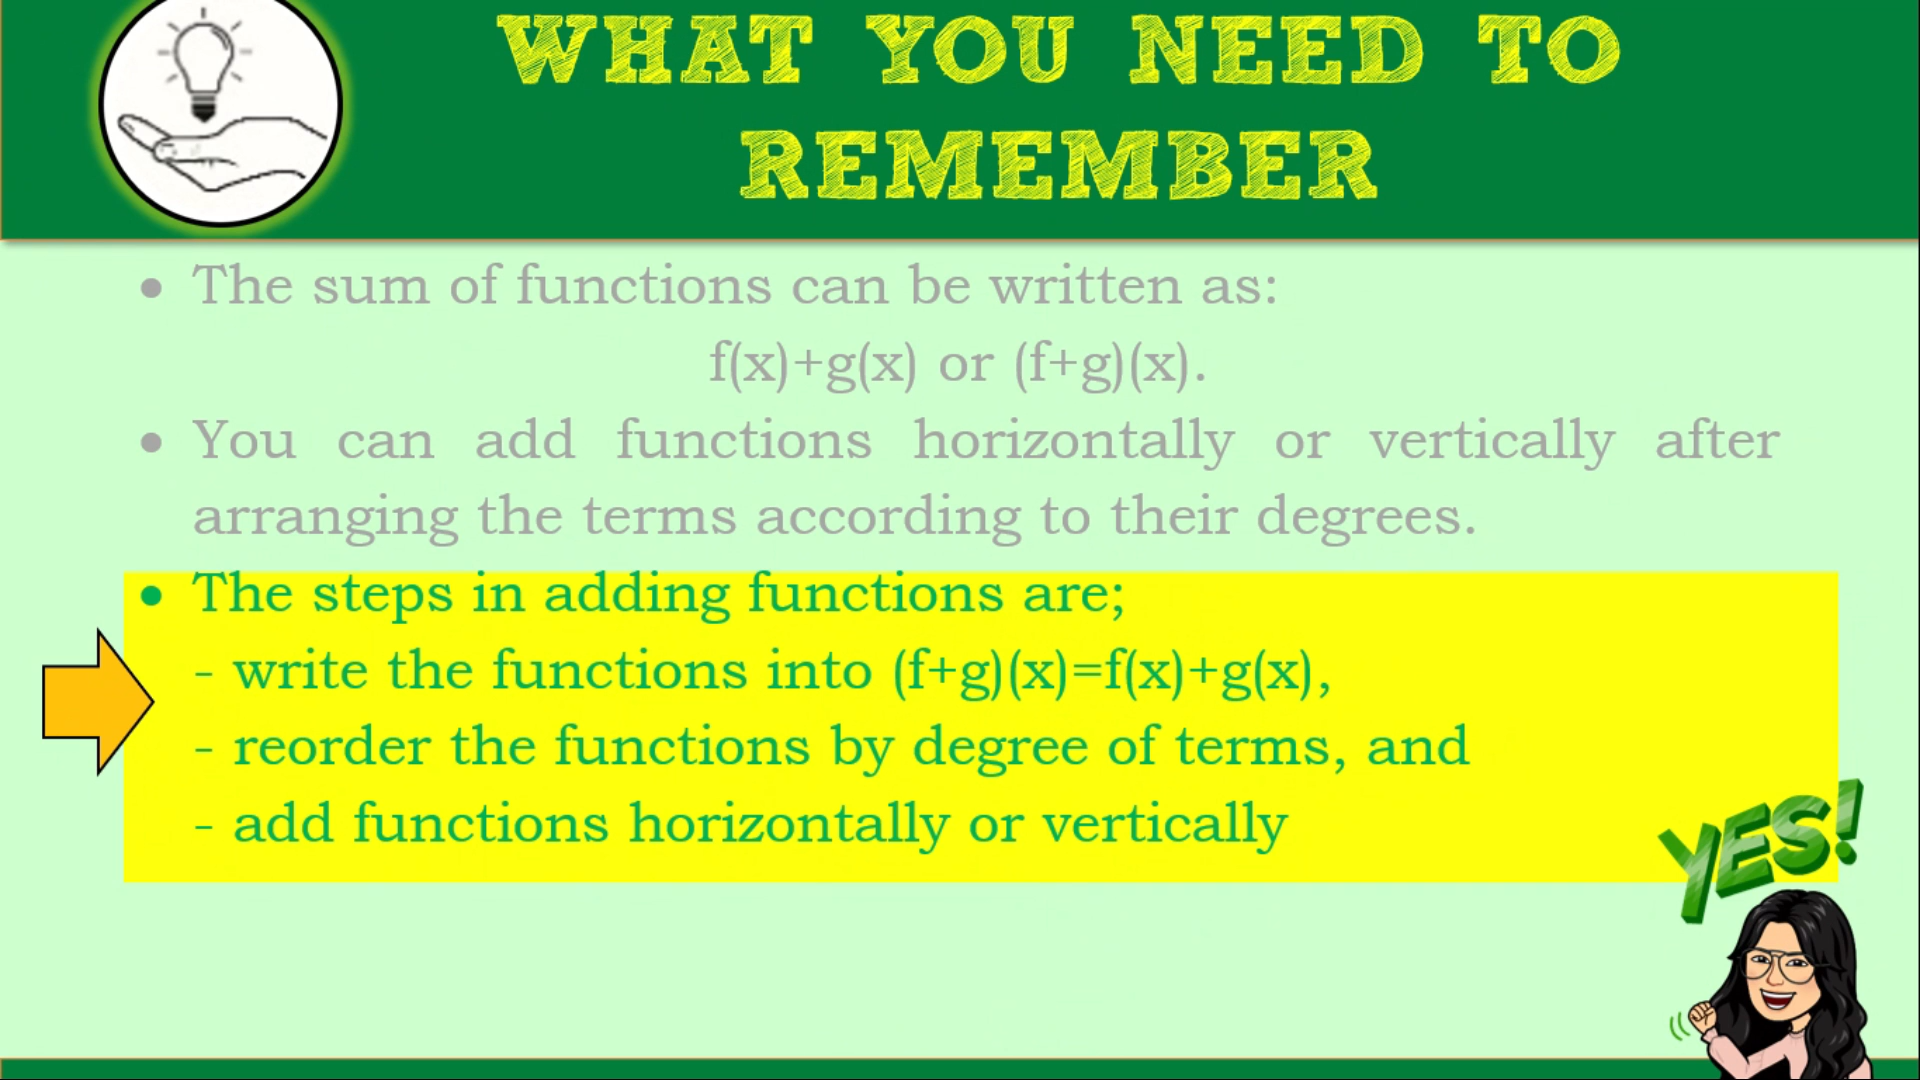 WHAT YOU NEED TO
REMEMBER
• The sum of functions can be written as:
f(x)+g(x) or (f+g)(x).
• You can add functions horizontally or vertically after
arranging the terms according to their degrees.
• The steps in adding functions are;
- write the functions into (f+g)(x)=f(x)+g(x),
- reorder the functions by degree of terms, and
- add functions horizontally or vertically
YES!